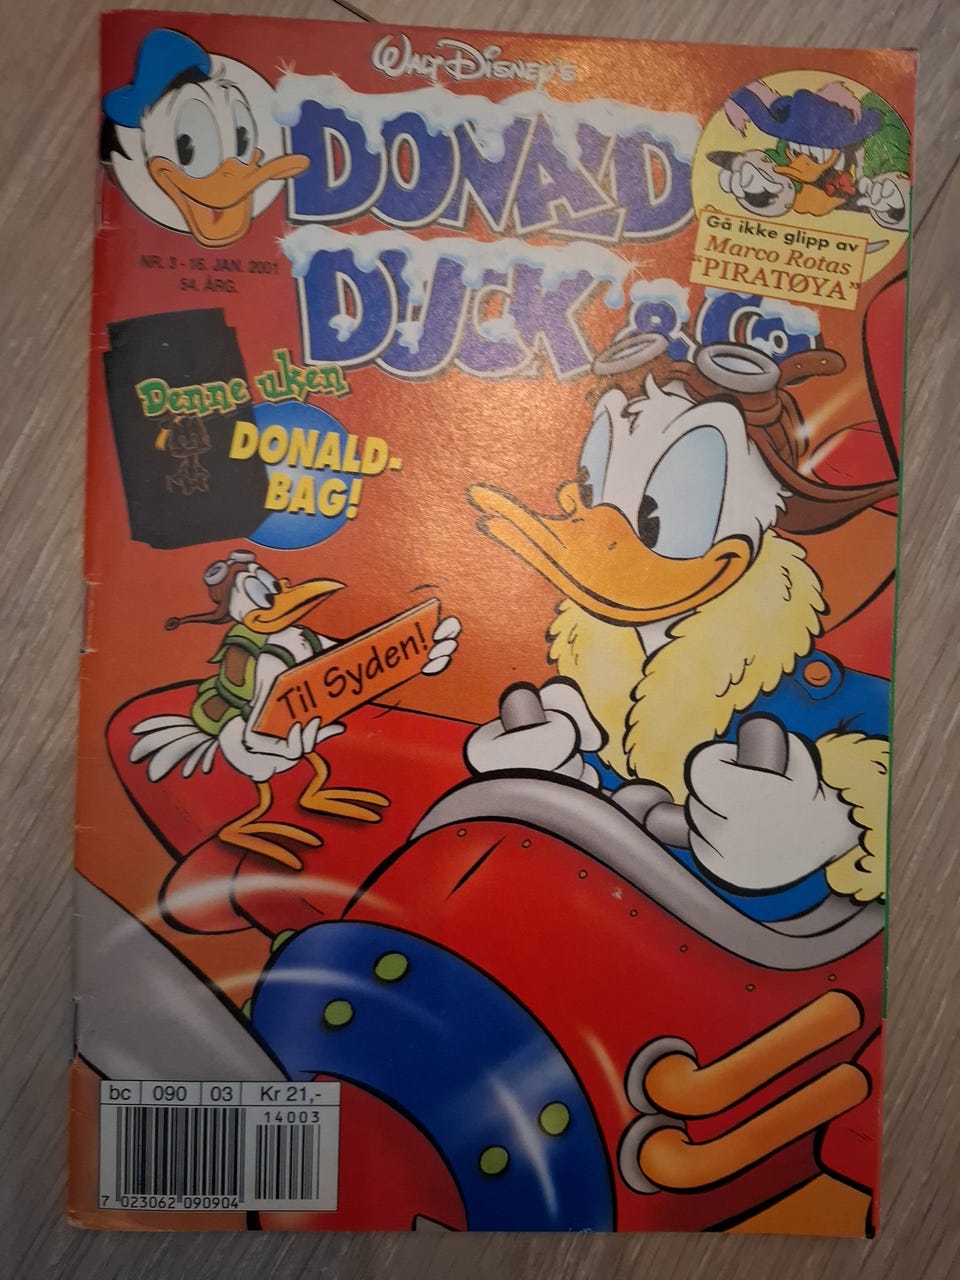 WALT DISNEY'S
DONALD
DUCK & Co
NR. 3 - 16. JAN. 2001
54. ÅRG.
Gå ikke glipp av
Marco Rotas
"PIRATØYA"
Denne uken
DONALD-
BAG!
Til Syden!
bc 090 03 Kr 21,-
14003
7 023062 090904